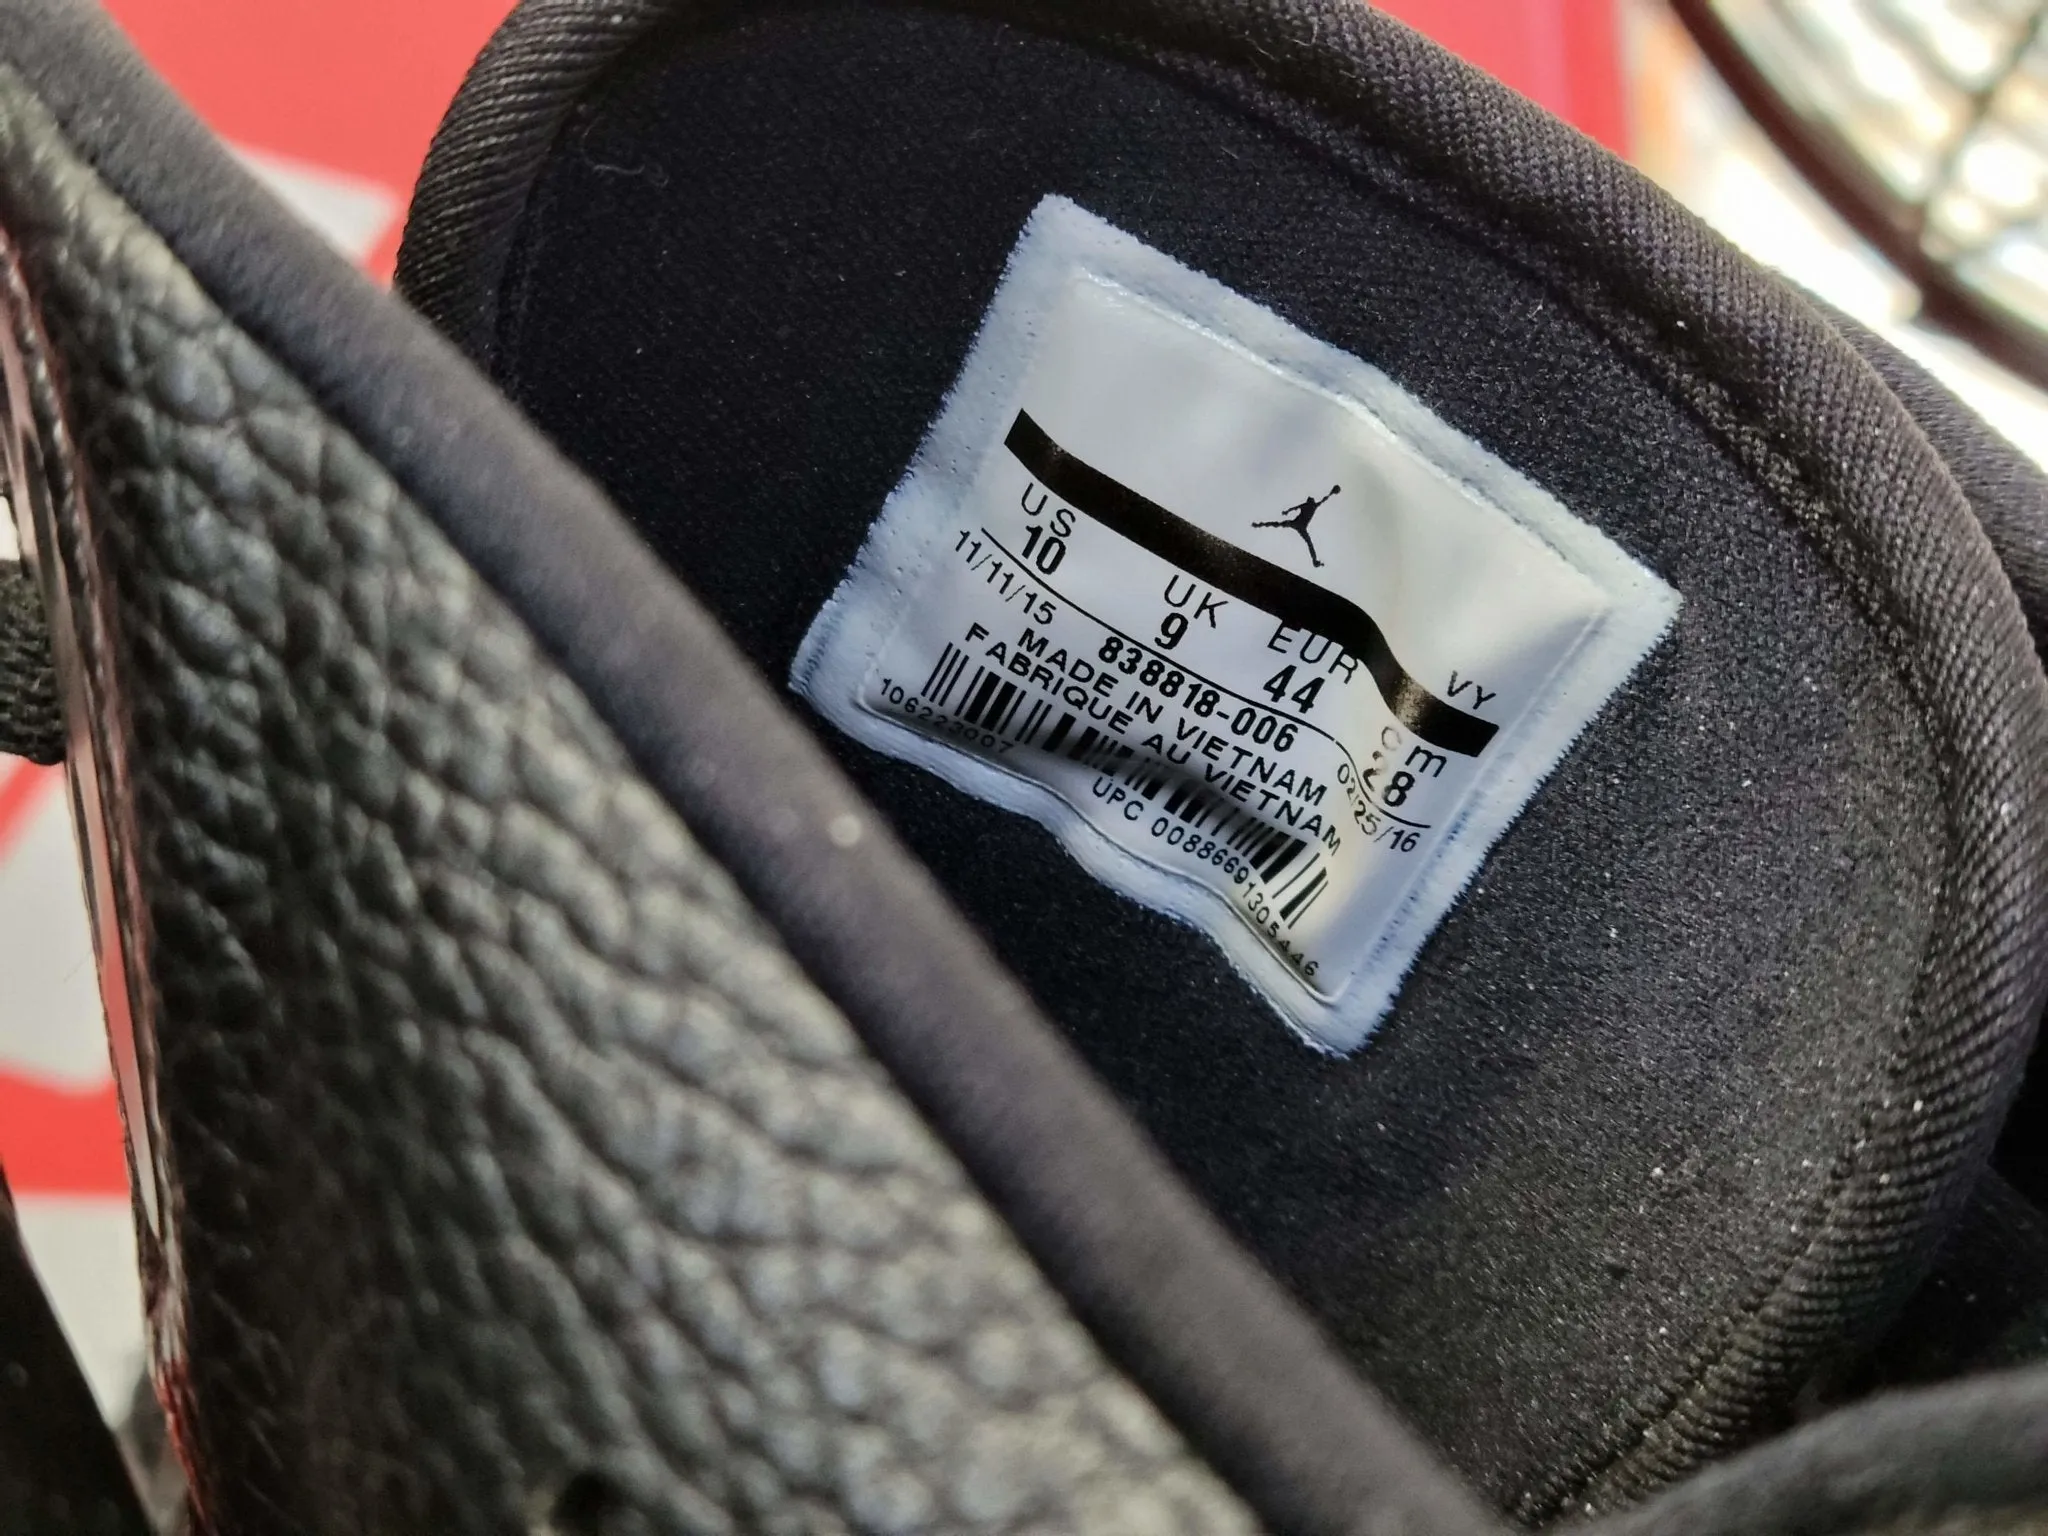 VY
US UK EUR cm
10 9 44 28
11/11/15 838818-006 02/25/16
MADE IN VIETNAM
FABRIQUE AU VIETNAM
106223007 UPC 00886691305446